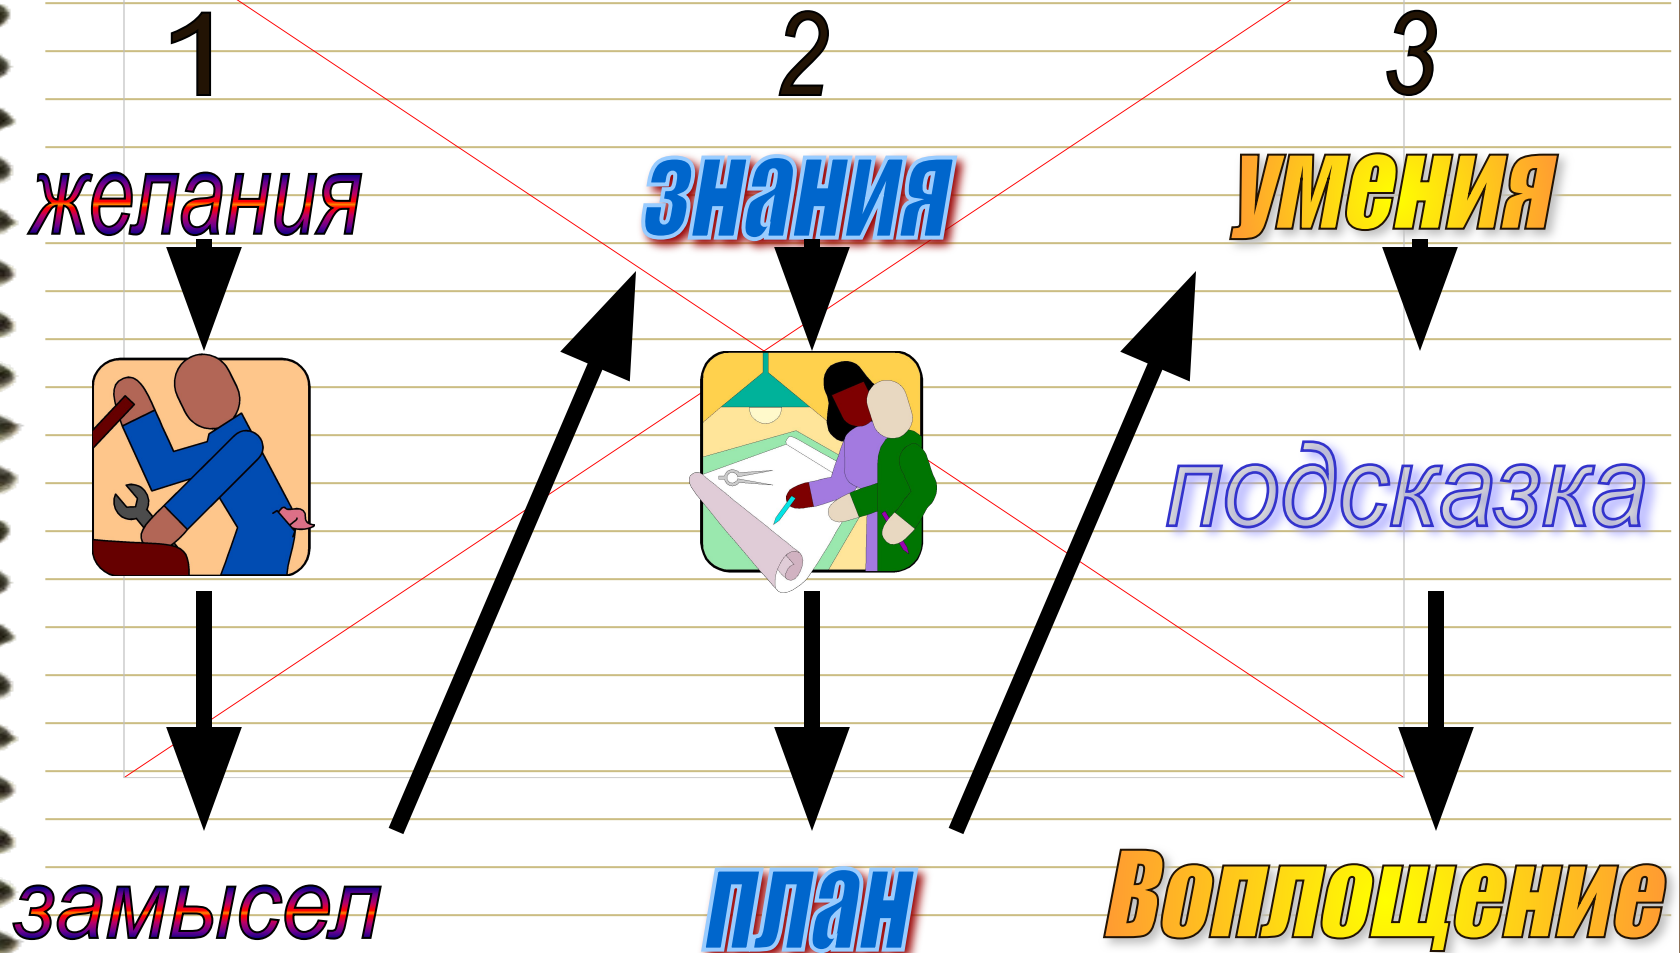 1 2 3
желания знания умения
подсказка
замысел план Воплощение